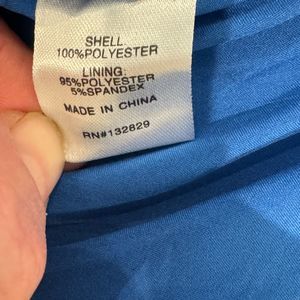 SHELL
100%POLYESTER
LINING:
95%POLYESTER
5%SPANDEX
MADE IN CHINA
RN#132829